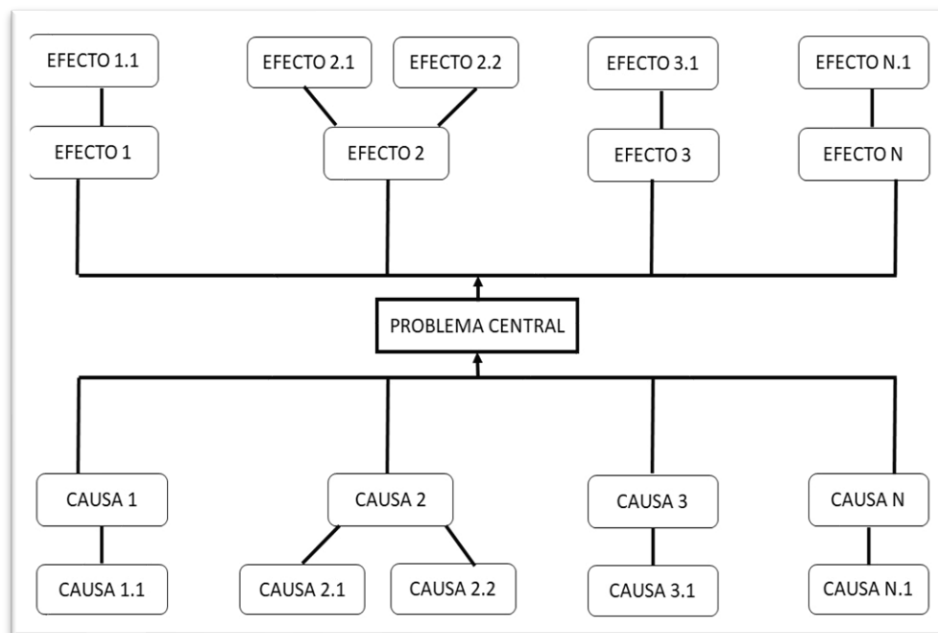 EFECTO 1.1
EFECTO 2.1
EFECTO 2.2
EFECTO 3.1
EFECTO N.1
EFECTO 1
EFECTO 2
EFECTO 3
EFECTO N
PROBLEMA CENTRAL
CAUSA 1
CAUSA 2
CAUSA 3
CAUSA N
CAUSA 1.1
CAUSA 2.1
CAUSA 2.2
CAUSA 3.1
CAUSA N.1